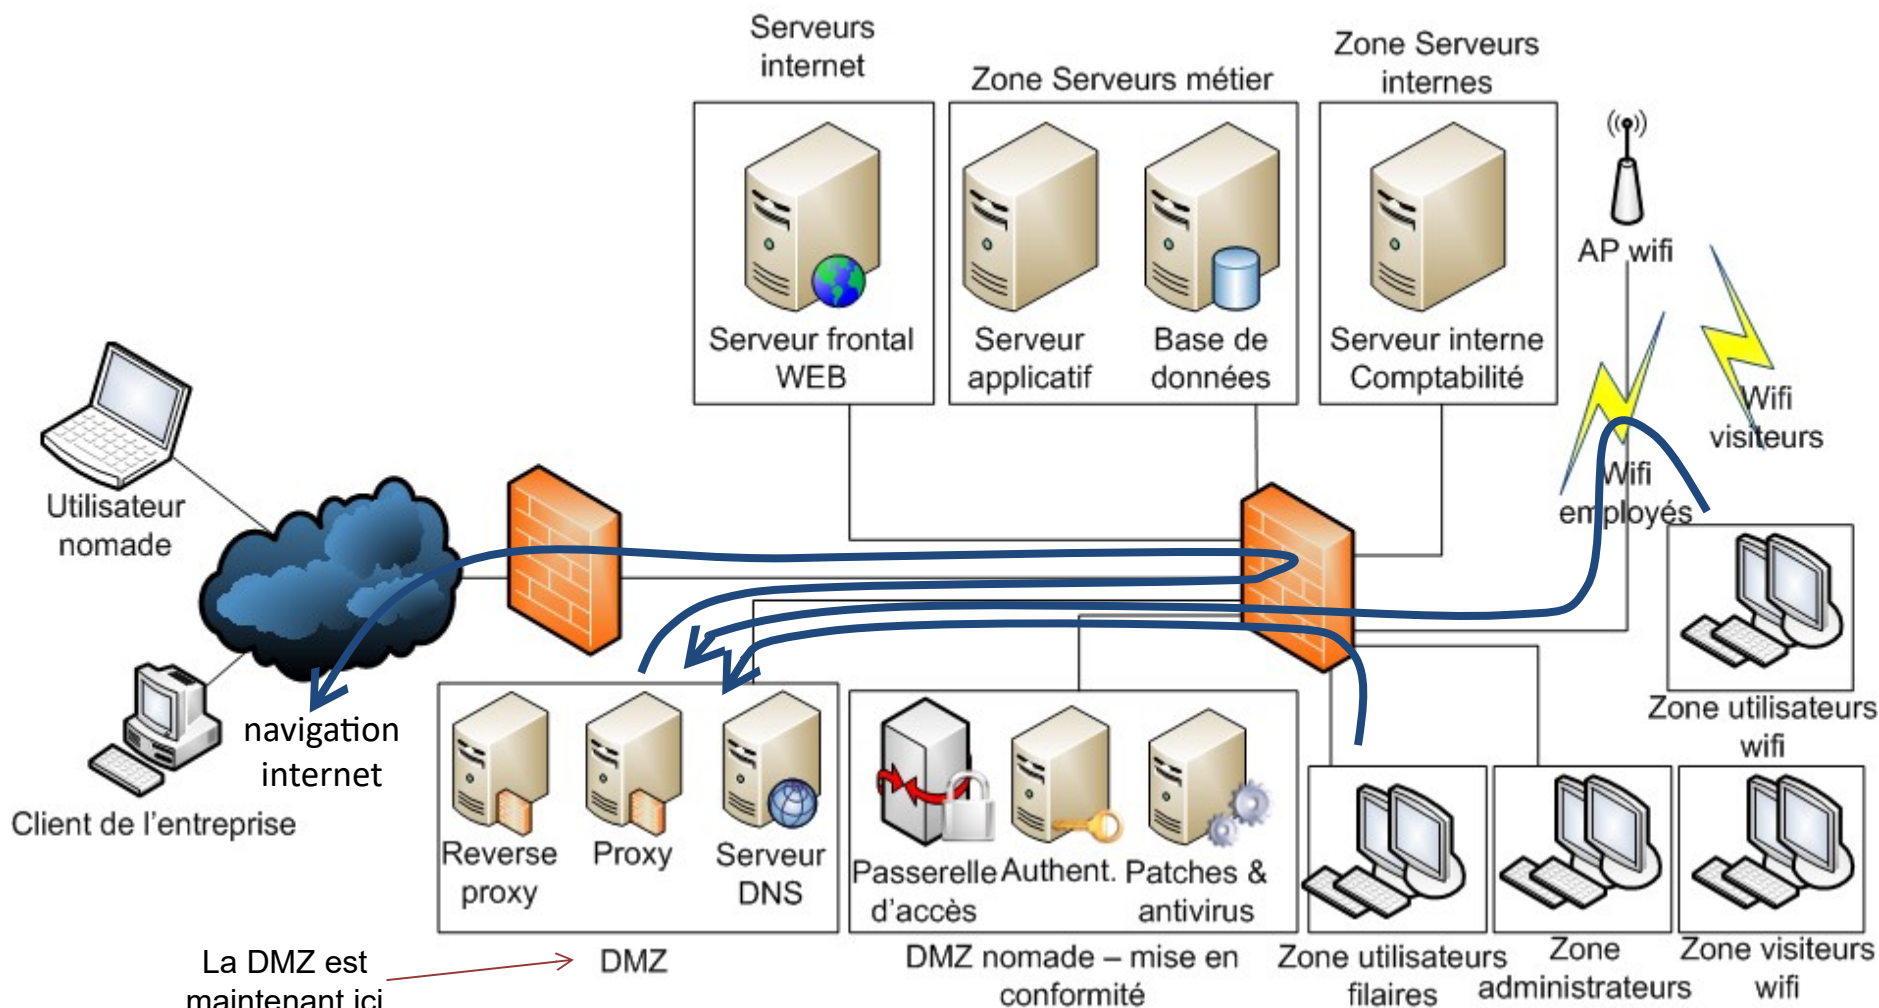 Serveurs
internet
Zone Serveurs métier
Zone Serveurs
internes
Serveur frontal
WEB
Serveur
applicatif
Base de
données
Serveur interne
Comptabilité
AP wifi
Wifi
visiteurs
Wifi
employés
Utilisateur
nomade
navigation
internet
Client de l'entreprise
Reverse
proxy
Proxy
Serveur
DNS
Passerelle
d'accès
Authent.
Patches &
antivirus
Zone utilisateurs
wifi
La DMZ est
maintenant ici
DMZ
DMZ nomade – mise en
conformité
Zone utilisateurs
filaires
Zone
administrateurs
Zone visiteurs
wifi